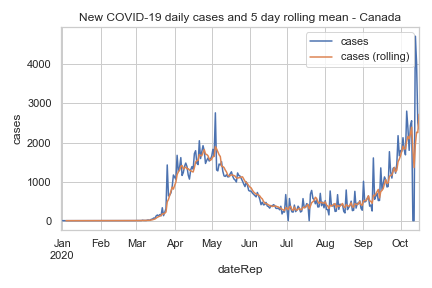 New COVID-19 daily cases and 5 day rolling mean - Canada
cases
cases (rolling)
cases
4000
3000
2000
1000
0
Jan Feb Mar Apr May Jun Jul Aug Sep Oct
2020
dateRep